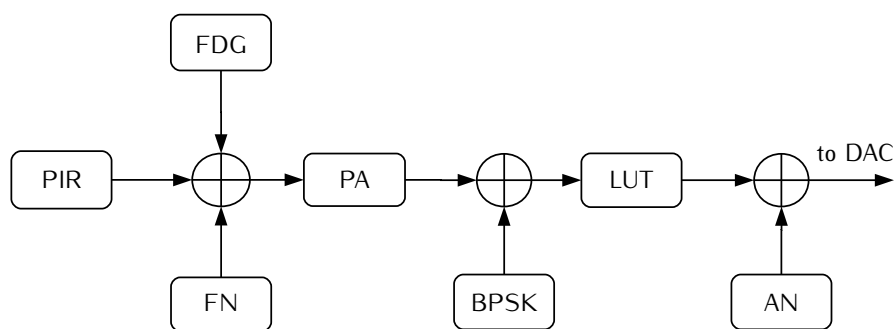 FDG
to DAC
PIR
PA
LUT
FN
BPSK
AN